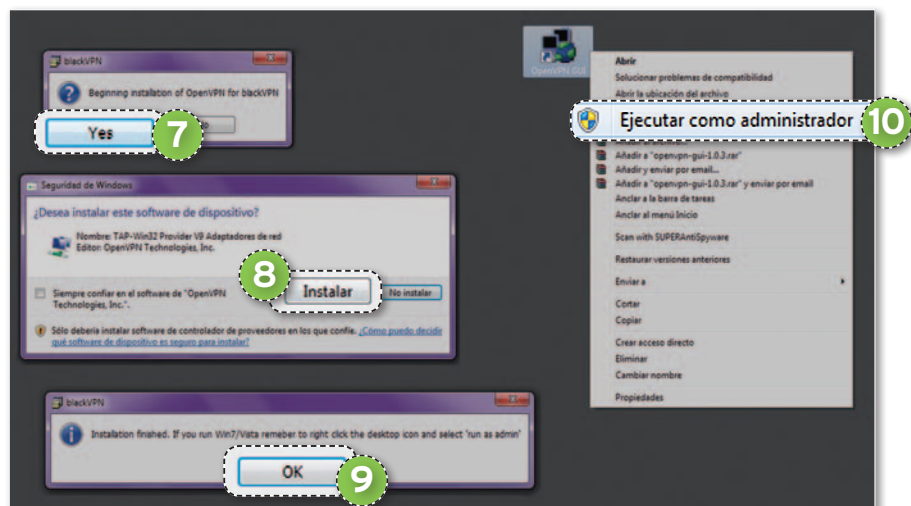 blackVPN
Beginning instalation of OpenVPN for blackVPN
Yes
7
Seguridad de Windows
¿Desea instalar este software de dispositivo?
Nombre: TAP-Win32 Provider V9 Adaptadores de red
Editor: OpenVPN Technologies, Inc.
8
Siempre confiar en el software de "OpenVPN
Technologies, Inc.".
Instalar
No instalar
Sólo debería instalar software de controlador de proveedores en los que confíe. ¿Cómo puedo decidir
qué software de dispositivo es seguro para instalar?
blackVPN
Installation finished. If you run Win7/Vista remeber to right click the desktop icon and select 'run as admin'
OK
9
OpenVPN GUI
Abrir
Solucionar problemas de compatibilidad
Abrir la ubicación del archivo
Ejecutar como administrador
10
Añadir a "openvpn-gui-1.0.3.rar"
Añadir y enviar por email...
Añadir a "openvpn-gui-1.0.3.rar" y enviar por email
Anclar a la barra de tareas
Anclar al menú Inicio
Scan with SUPERAntiSpyware
Restaurar versiones anteriores
Enviar a
Cortar
Copiar
Crear acceso directo
Eliminar
Cambiar nombre
Propiedades